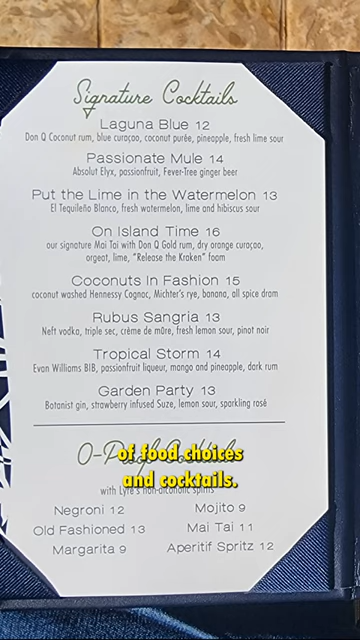 Signature Cocktails
Laguna Blue 12
Don Q Coconut rum, blue curaçao, coconut purée, pineapple, fresh lime sour
Passionate Mule 14
Absolut Elyx, passionfruit, Fever-Tree ginger beer
Put the Lime in the Watermelon 13
El Tequileño Blanco, fresh watermelon, lime and hibiscus sour
On Island Time 16
our signature Mai Tai with Don Q Gold rum, dry orange curaçao,
orgeat, lime, "Release the Kraken" foam
Coconuts In Fashion 15
coconut washed Hennessy Cognac, Michter's rye, banana, all spice dram
Rubus Sangria 13
Neft vodka, triple sec, crème de mûre, fresh lemon sour, pinot noir
Tropical Storm 14
Evan Williams BIB, passionfruit liqueur, mango and pineapple, dark rum
Garden Party 13
Botanist gin, strawberry infused Suze, lemon sour, sparkling rosé
O-Proof Cocktails
of food choices
and cocktails.
with Lyre's non-alcoholic spirits
Negroni 12 Mojito 9
Old Fashioned 13 Mai Tai 11
Margarita 9 Aperitif Spritz 12